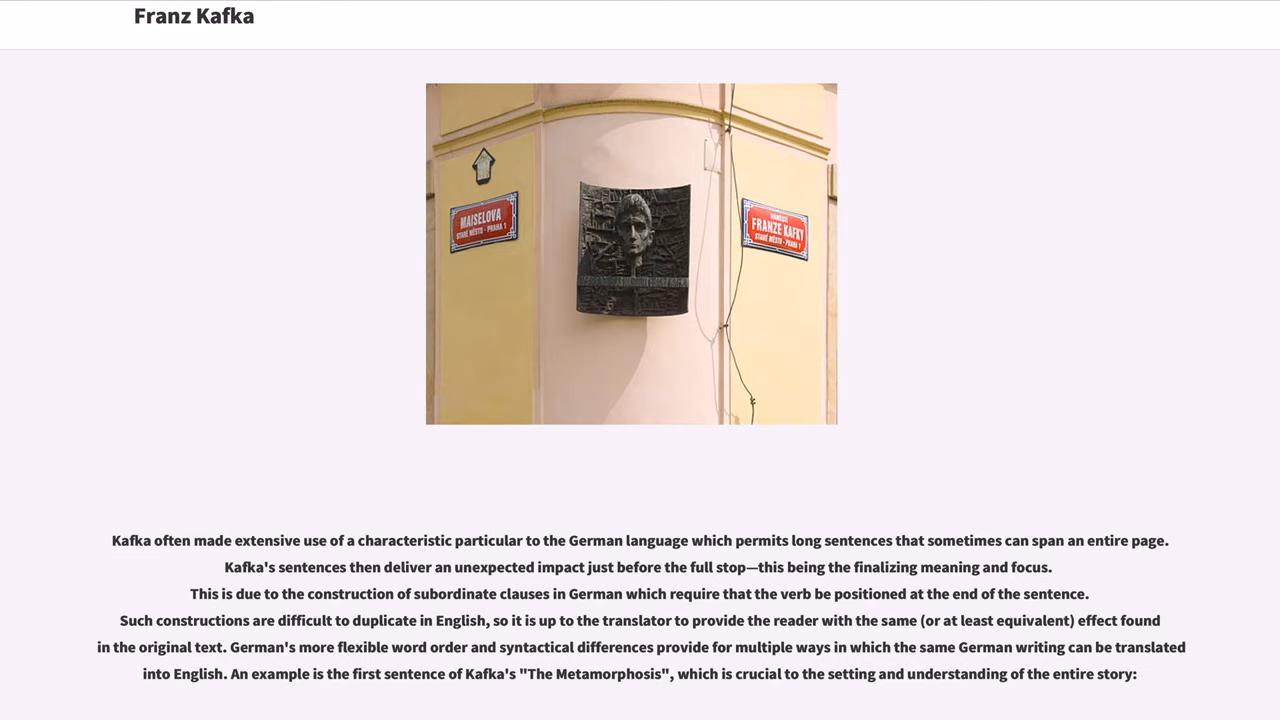 Franz Kafka
MAISELOVA
STARÉ MĚSTO - PRAHA 1
NÁMĚSTÍ
FRANZE KAFKY
STARÉ MĚSTO - PRAHA 1
Kafka often made extensive use of a characteristic particular to the German language which permits long sentences that sometimes can span an entire page.
Kafka's sentences then deliver an unexpected impact just before the full stop—this being the finalizing meaning and focus.
This is due to the construction of subordinate clauses in German which require that the verb be positioned at the end of the sentence.
Such constructions are difficult to duplicate in English, so it is up to the translator to provide the reader with the same (or at least equivalent) effect found
in the original text. German's more flexible word order and syntactical differences provide for multiple ways in which the same German writing can be translated
into English. An example is the first sentence of Kafka's "The Metamorphosis", which is crucial to the setting and understanding of the entire story: